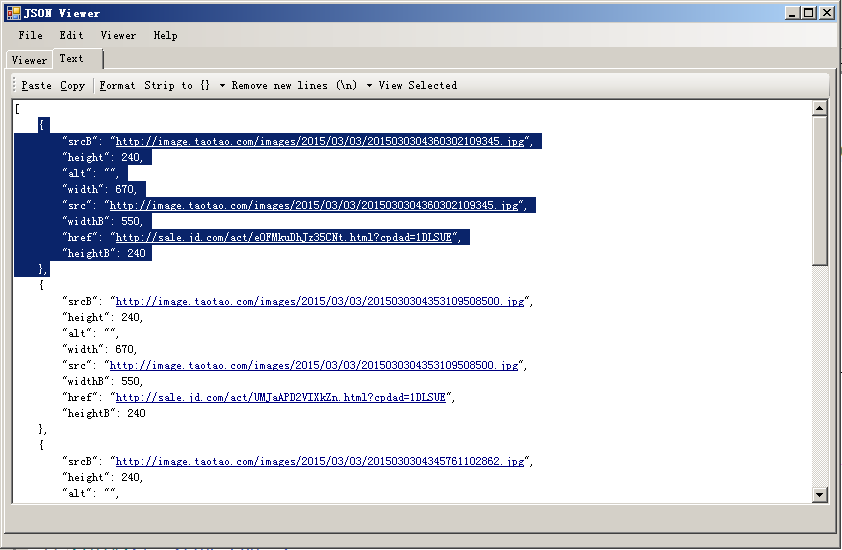 JSON Viewer
File Edit Viewer Help
Viewer Text
Paste Copy Format Strip to {} Remove new lines (\n) View Selected
[
{
"srcB": "http://image.taotao.com/images/2015/03/03/2015030304360302109345.jpg",
"height": 240,
"alt": "",
"width": 670,
"src": "http://image.taotao.com/images/2015/03/03/2015030304360302109345.jpg",
"widthB": 550,
"href": "http://sale.jd.com/act/eOFMkuDhJz35CNt.html?cpdad=1DLSUE",
"heightB": 240
},
{
"srcB": "http://image.taotao.com/images/2015/03/03/2015030304353109508500.jpg",
"height": 240,
"alt": "",
"width": 670,
"src": "http://image.taotao.com/images/2015/03/03/2015030304353109508500.jpg",
"widthB": 550,
"href": "http://sale.jd.com/act/UMJaAPD2VIXkZn.html?cpdad=1DLSUE",
"heightB": 240
},
{
"srcB": "http://image.taotao.com/images/2015/03/03/2015030304345761102862.jpg",
"height": 240,
"alt": "",